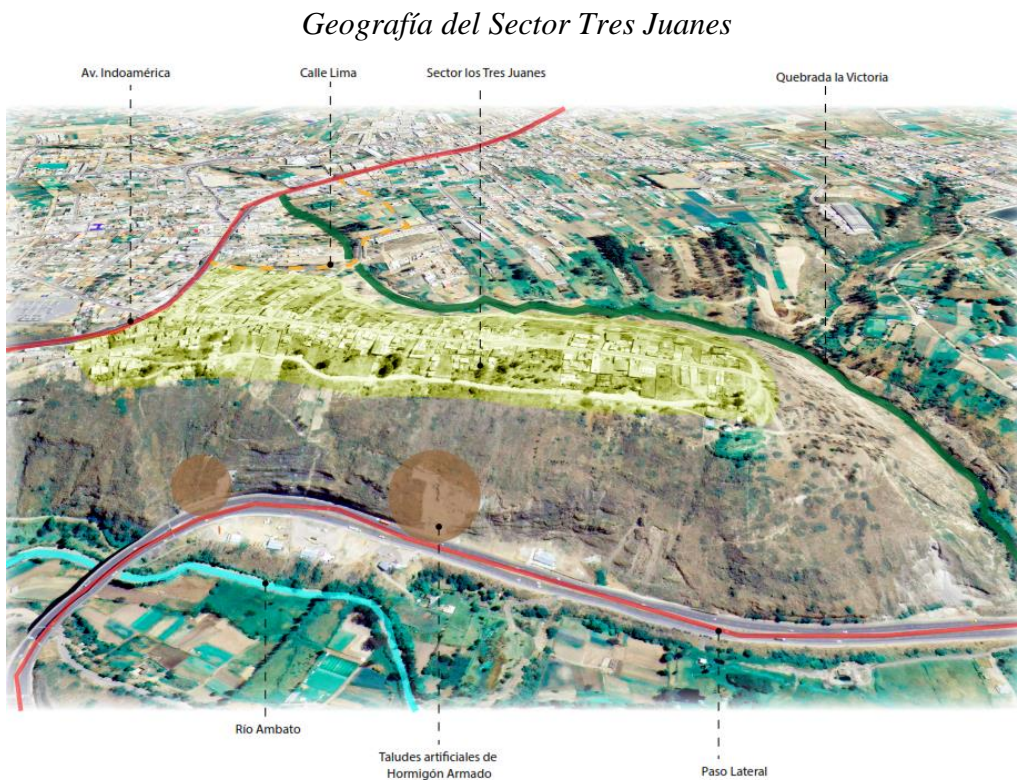 Geografía del Sector Tres Juanes
Av. Indoamérica
Calle Lima
Sector los Tres Juanes
Quebrada la Victoria
Río Ambato
Taludes artificiales de
Hormigón Armado
Paso Lateral